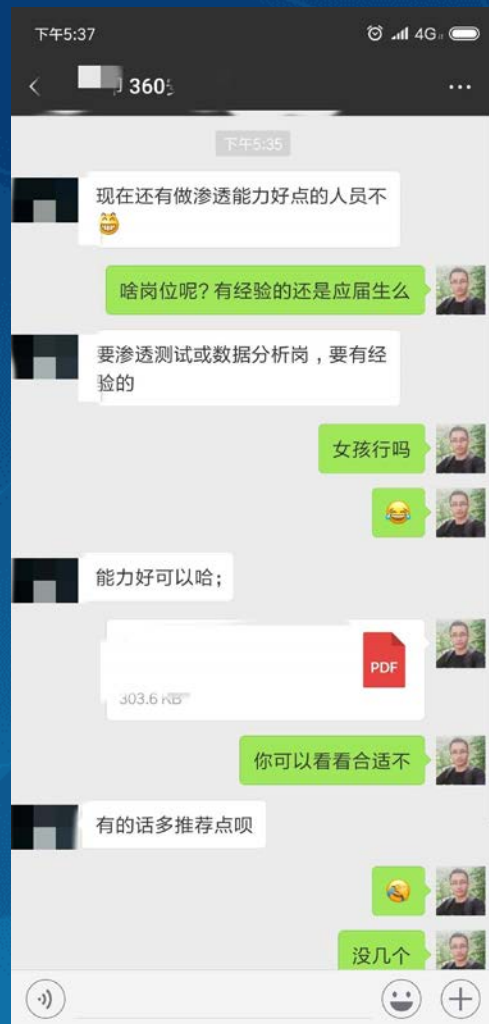 下午5:37
4G
360
下午5:35
现在还有做渗透能力好点的人员不
啥岗位呢?有经验的还是应届生么
要渗透测试或数据分析岗，要有经
验的
女孩行吗
能力好可以哈;
PDF
303.6 KB
你可以看看合适不
有的话多推荐点呗
没几个